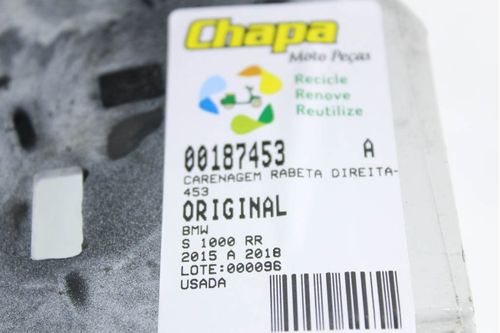 Chapa
Moto Peças
Recicle
Renove
Reutilize
00187453 A
CARENAGEM RABETA DIREITA-
453
ORIGINAL
BMW
S 1000 RR
2015 A 2018
LOTE:000096
USADA